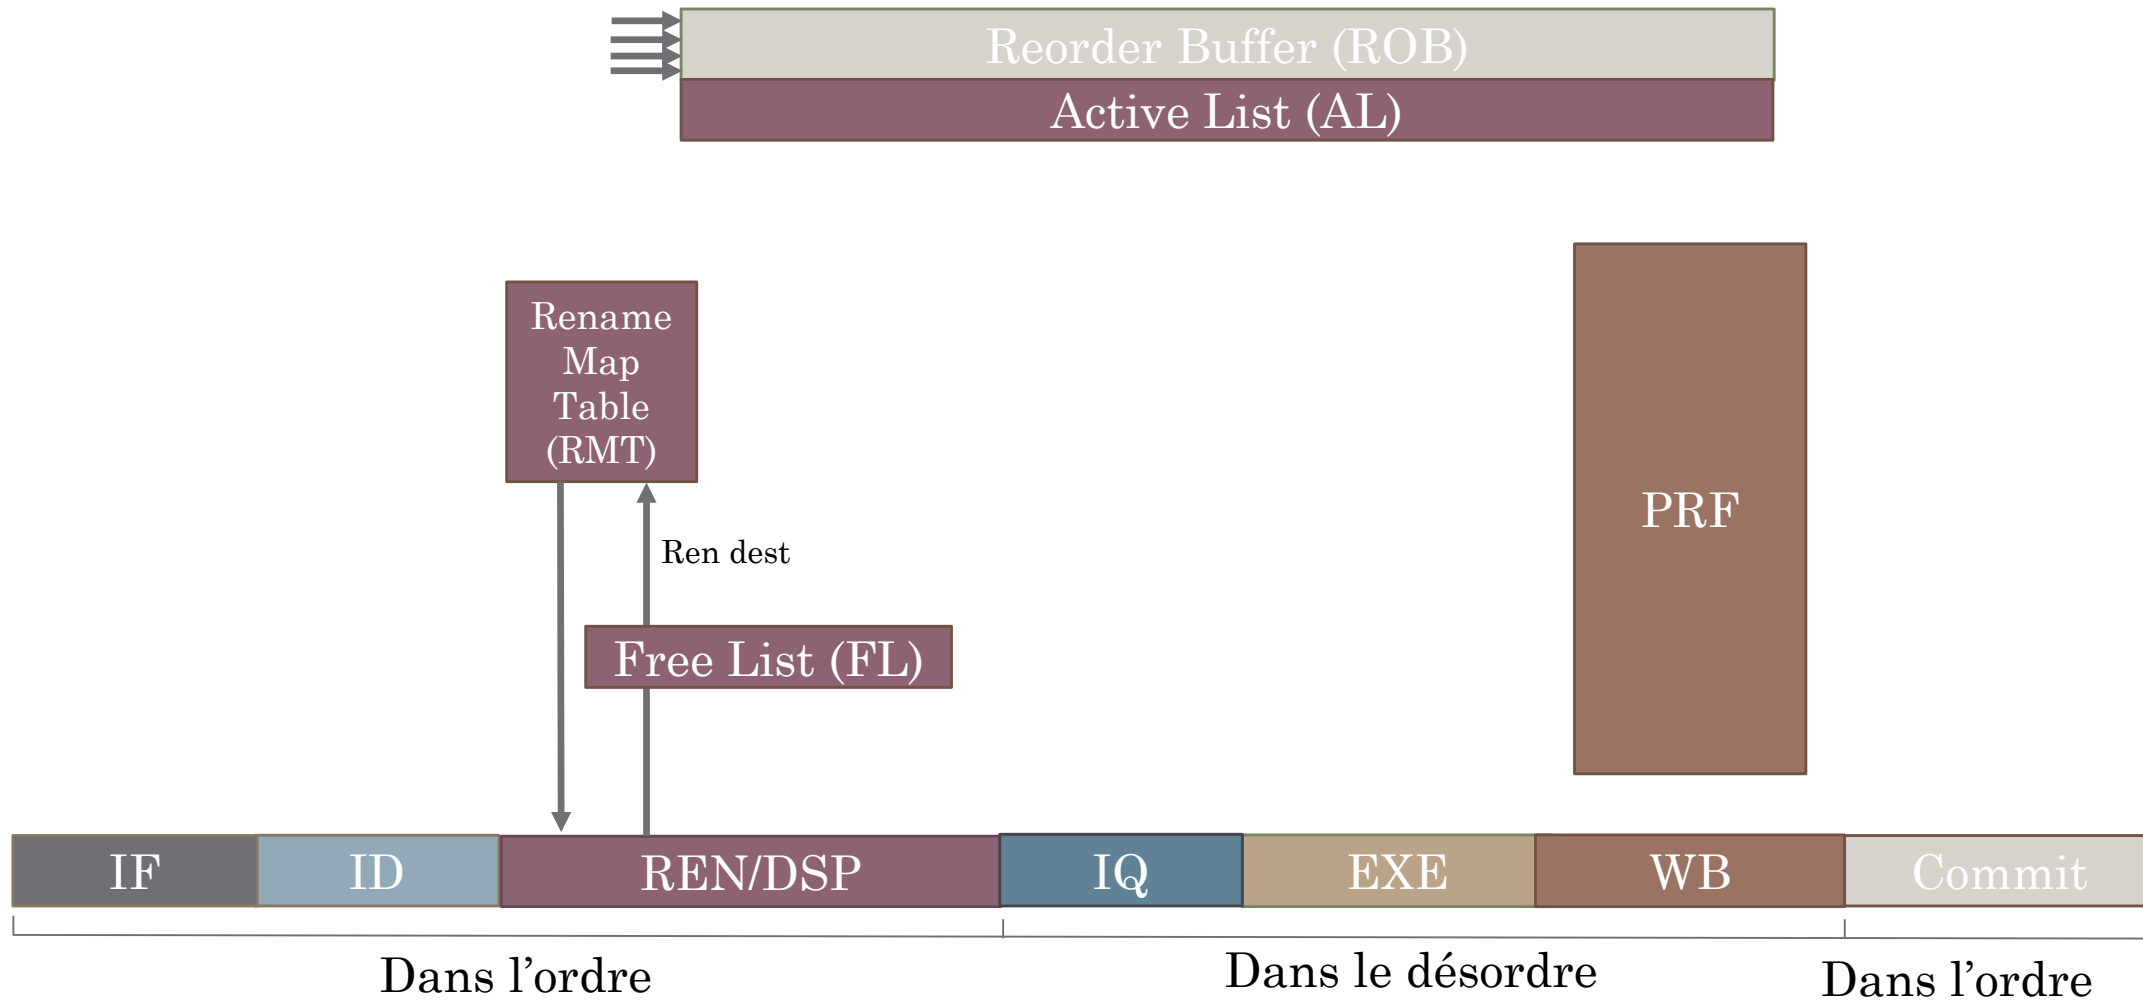 Reorder Buffer (ROB)
Active List (AL)
Rename
Map
Table
(RMT)
PRF
Ren dest
Free List (FL)
IF
ID
REN/DSP
IQ
EXE
WB
Commit
Dans l’ordre
Dans le désordre
Dans l’ordre